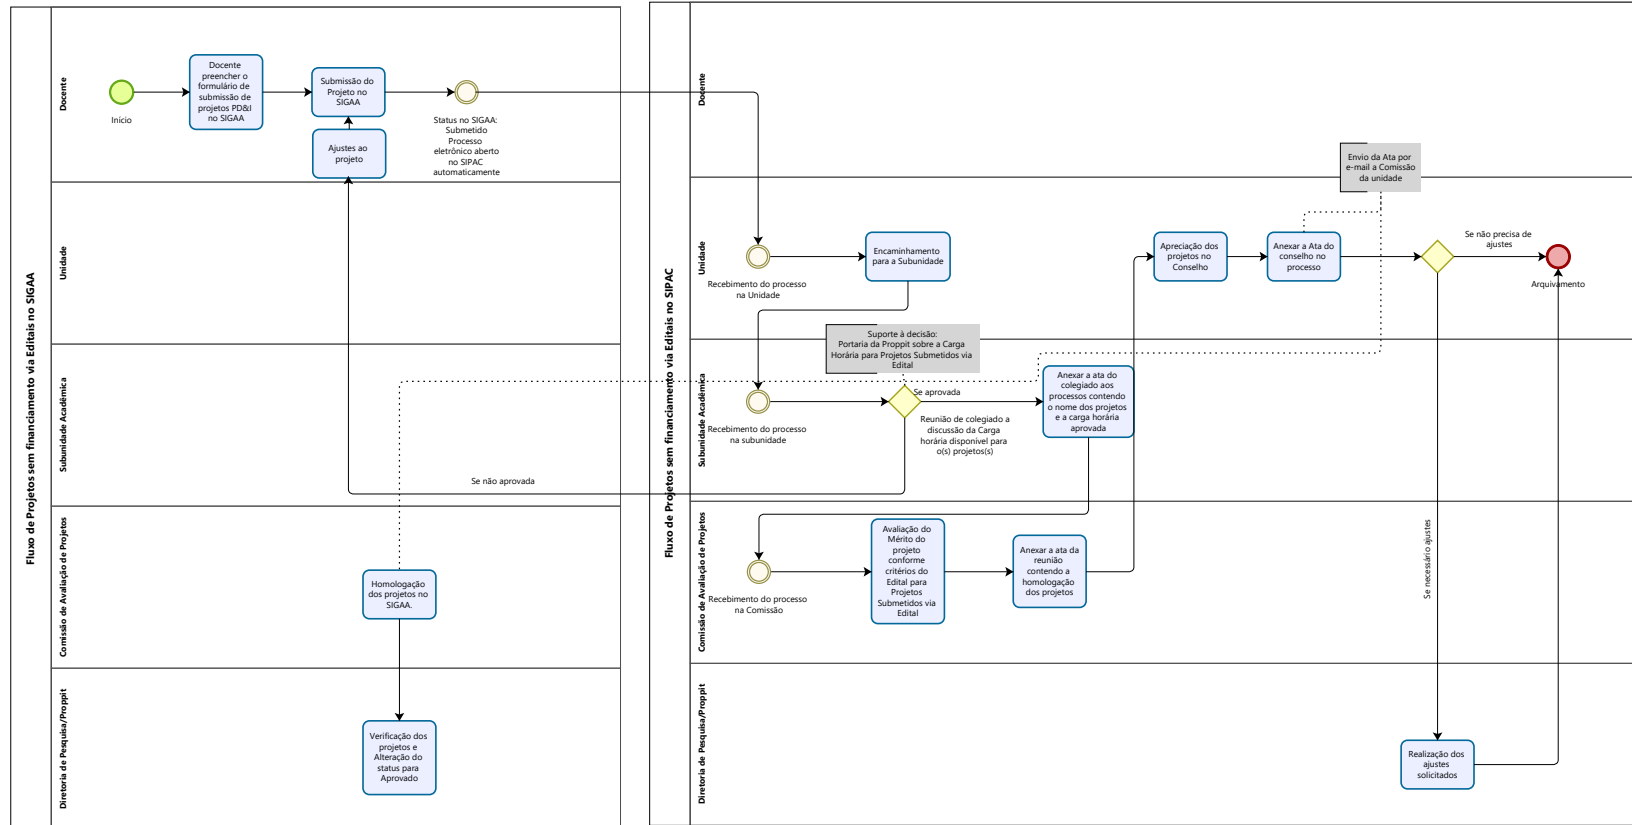 Fluxo de Projetos sem financiamento via Editais no SIGAA
Docente
Início
Docente
preencher o
formulário de
submissão de
projetos PD&I
no SIGAA
Submissão do
Projeto no
SIGAA
Ajustes ao
projeto
Status no SIGAA:
Submetido
Processo
eletrônico aberto
no SIPAC
automaticamente
Unidade
Subunidade Acadêmica
Se não aprovada
Comissão de Avaliação de Projetos
Homologação
dos projetos no
SIGAA.
Diretoria de Pesquisa/Proppit
Verificação dos
projetos e
Alteração do
status para
Aprovado
Fluxo de Projetos sem financiamento via Editais no SIPAC
Docente
Envio da Ata por
e-mail a Comissão
da unidade
Unidade
Recebimento do processo
na Unidade
Encaminhamento
para a Subunidade
Apreciação dos
projetos no
Conselho
Anexar a Ata do
conselho no
processo
Se não precisa de
ajustes
Arquivamento
Suporte à decisão:
Portaria da Proppit sobre a Carga
Horária para Projetos Submetidos via
Edital
Subunidade Acadêmica
Recebimento do processo
na subunidade
Se aprovada
Reunião de colegiado a
discussão da Carga
horária disponível para
o(s) projetos(s)
Anexar a ata do
colegiado aos
processos contendo
o nome dos projetos
e a carga horária
aprovada
Comissão de Avaliação de Projetos
Recebimento do processo
na Comissão
Avaliação do
Mérito do
projeto
conforme
critérios do
Edital para
Projetos
Submetidos via
Edital
Anexar a ata da
reunião
contendo a
homologação
dos projetos
Se necessário ajustes
Diretoria de Pesquisa/Proppit
Realização dos
ajustes
solicitados